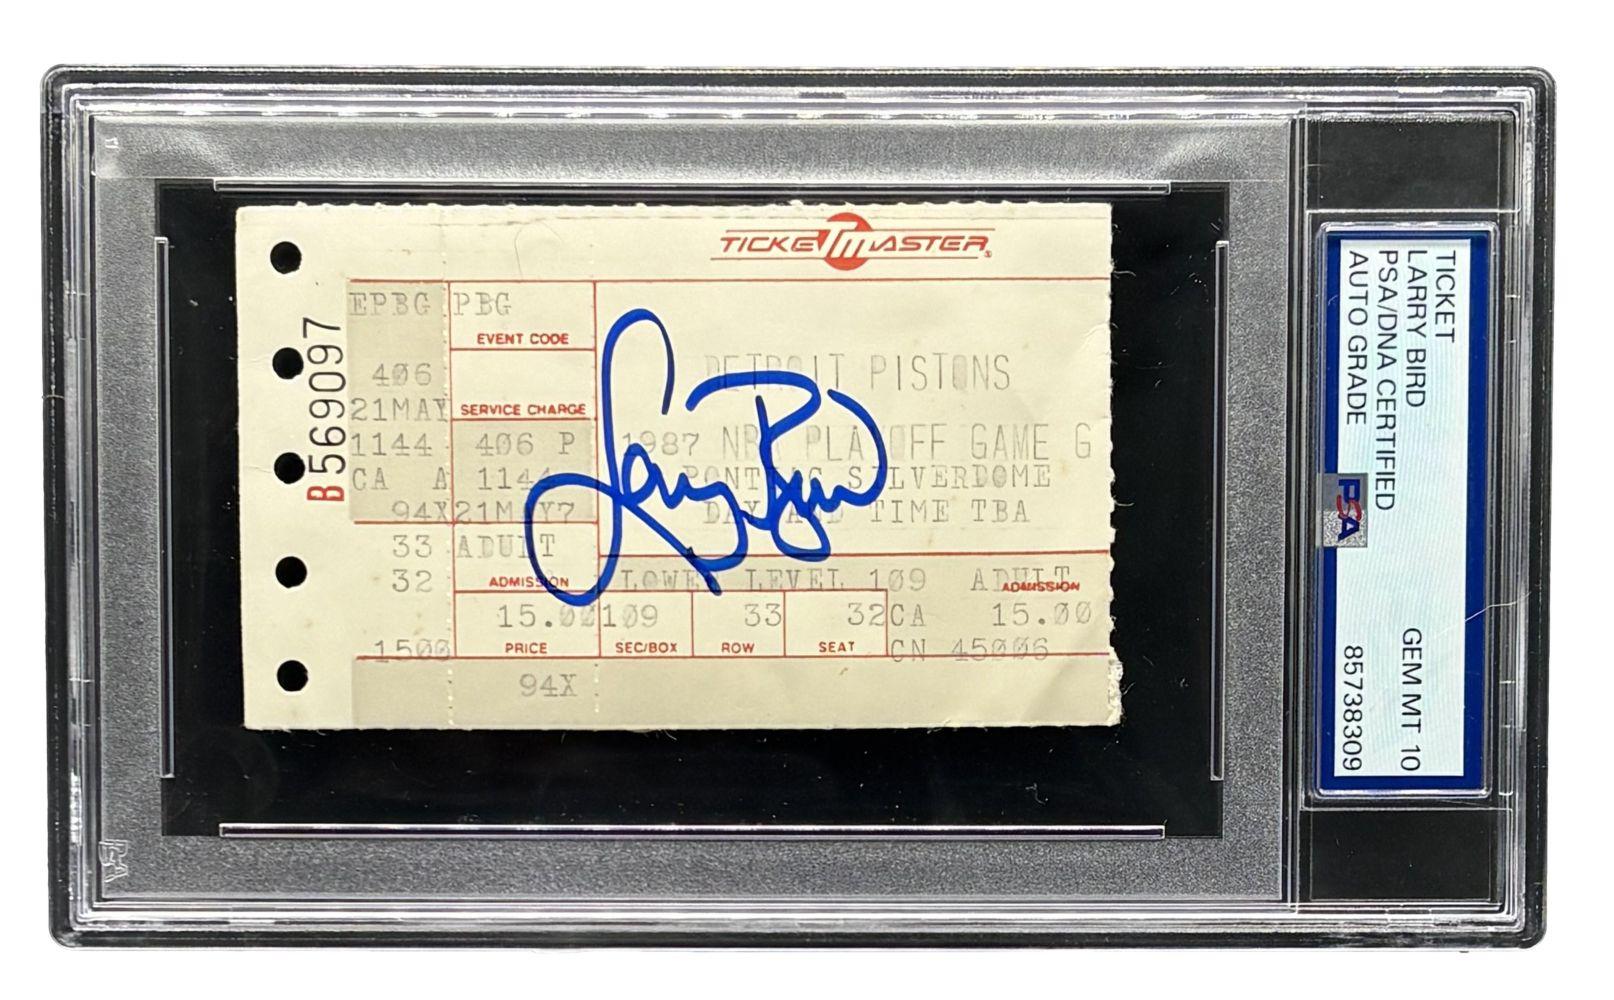 TICKETMASTER®
B569097
EPBG
406
21MAY
1144
CA A
94X
33
32
1500
PBG
EVENT CODE
SERVICE CHARGE
406 P
1144
21MAY7
ADULT
ADMISSION
15.00
PRICE
94X
DETROIT PISTONS
1987 NBA PLAYOFF GAME G
PONTIAC SILVERDOME
DAY AND TIME TBA
LOWER LEVEL 109 ADULT
ADMISSION
109 33 32 CA 15.00
SEC/BOX ROW SEAT CN 45006
Larry Bird
TICKET
LARRY BIRD
PSA/DNA CERTIFIED GEM MT 10
AUTO GRADE 85738309
PSA
PSA